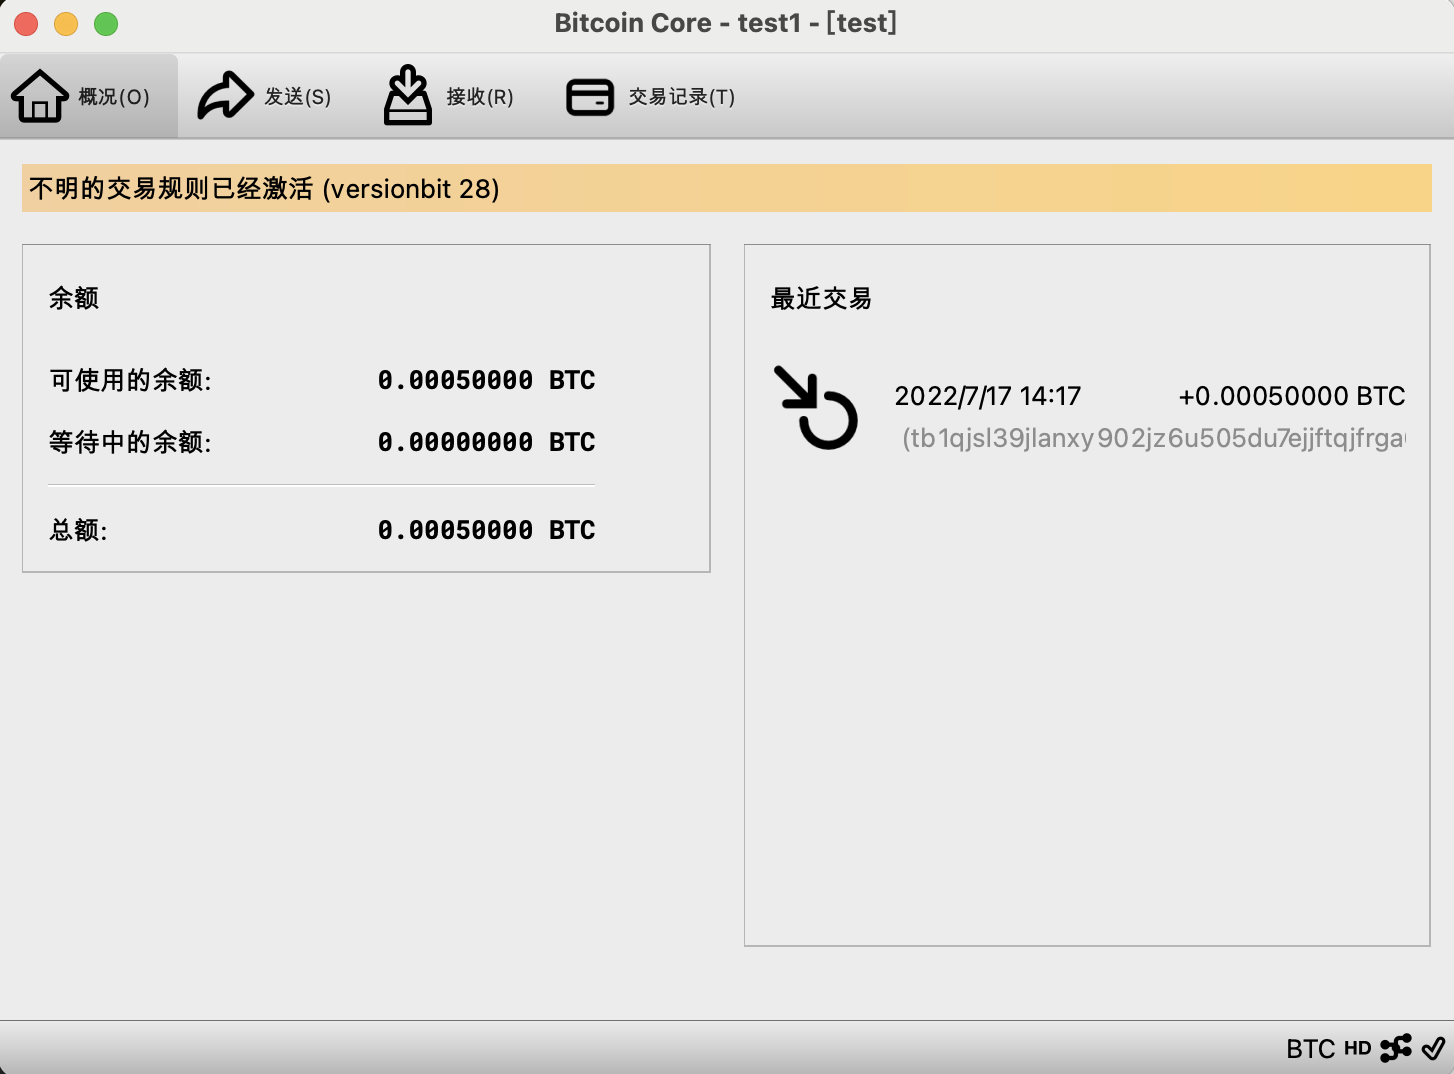 Bitcoin Core - test1 - [test]
概况(O) 发送(S) 接收(R) 交易记录(T)
不明的交易规则已经激活 (versionbit 28)
余额
可使用的余额: 0.00050000 BTC
等待中的余额: 0.00000000 BTC
总额: 0.00050000 BTC
最近交易
2022/7/17 14:17 +0.00050000 BTC
(tb1qjsl39jlanxy902jz6u505du7ejjftqjfrga
BTC HD